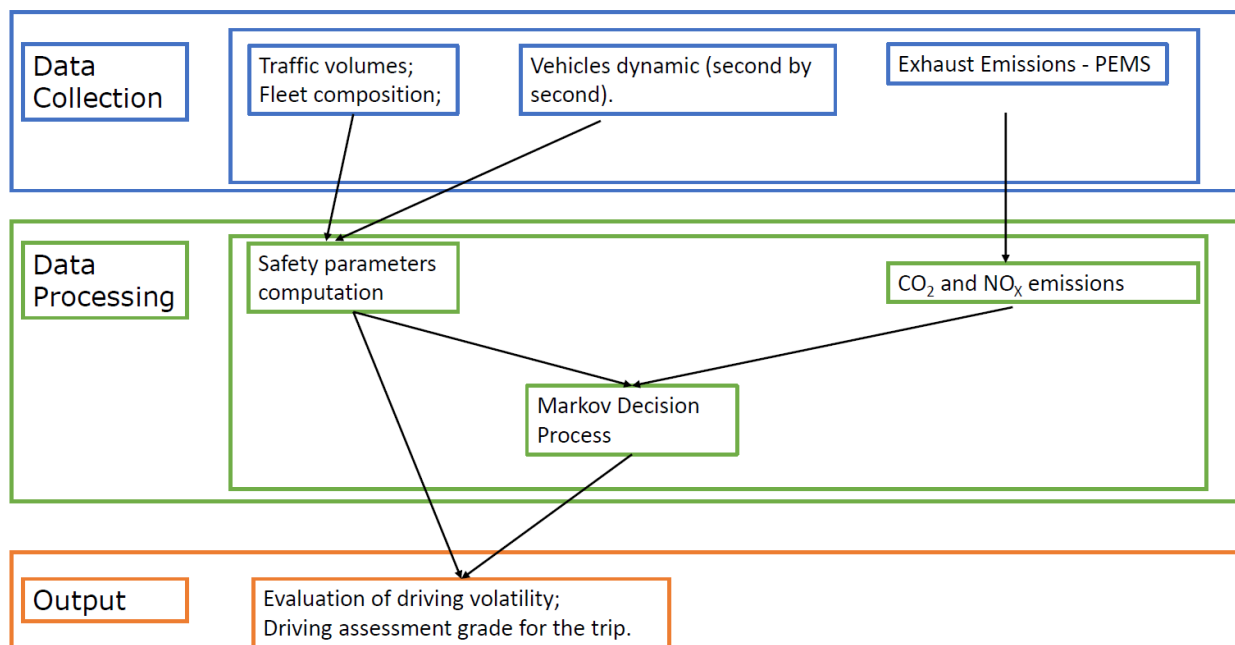 Data
Collection
Traffic volumes;
Fleet composition;
Vehicles dynamic (second by
second).
Exhaust Emissions - PEMS
Data
Processing
Safety parameters
computation
CO₂ and NOₓ emissions
Markov Decision
Process
Output
Evaluation of driving volatility;
Driving assessment grade for the trip.